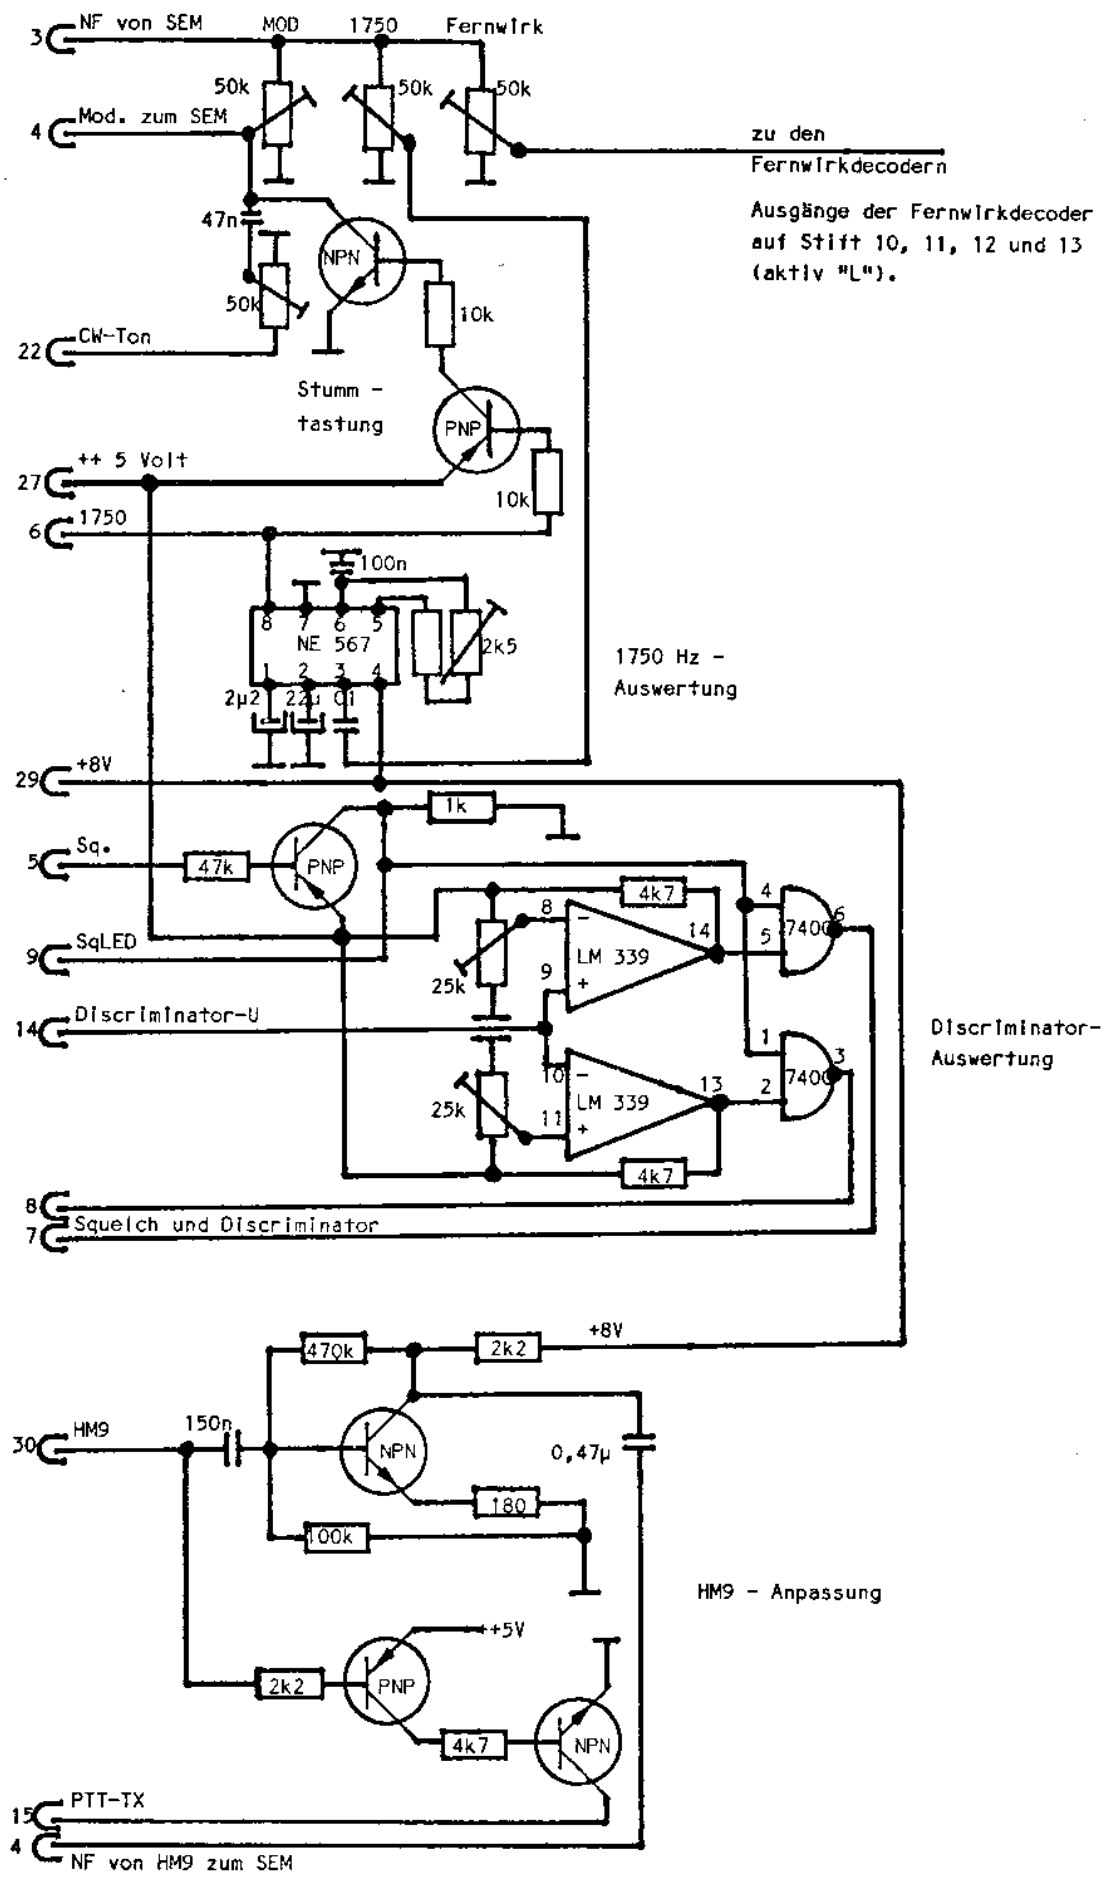 NF von SEM MOD 1750 Fernwirk
3
50k 50k 50k
4 Mod. zum SEM
zu den
Fernwirkdecodern
Ausgänge der Fernwirkdecoder
auf Stift 10, 11, 12 und 13
(aktiv "L").
47n
NPN
50k
10k
22 CW-Ton
Stumm -
tastung
PNP
27 ++ 5 Volt
10k
6 1750
100n
8 7 6 5
NE 567
2k5
1 2 3 4
2µ2 22µ 0,1
1750 Hz -
Auswertung
29 +8V
1k
5 Sq.
47k
PNP
4k7
8 14 4 6
- 7400
LM 339 5
9 SqLED
9
+
25k
14 Discriminator-U
Discriminator-
Auswertung
1 3
10 - 7400
25k LM 339 13 2
11 +
4k7
8
7 Squelch und Discriminator
470k 2k2 +8V
30 HM9 150n
NPN
0,47µ
180
100k
HM9 - Anpassung
++5V
2k2 PNP
4k7 NPN
15 PTT-TX
4 NF von HM9 zum SEM